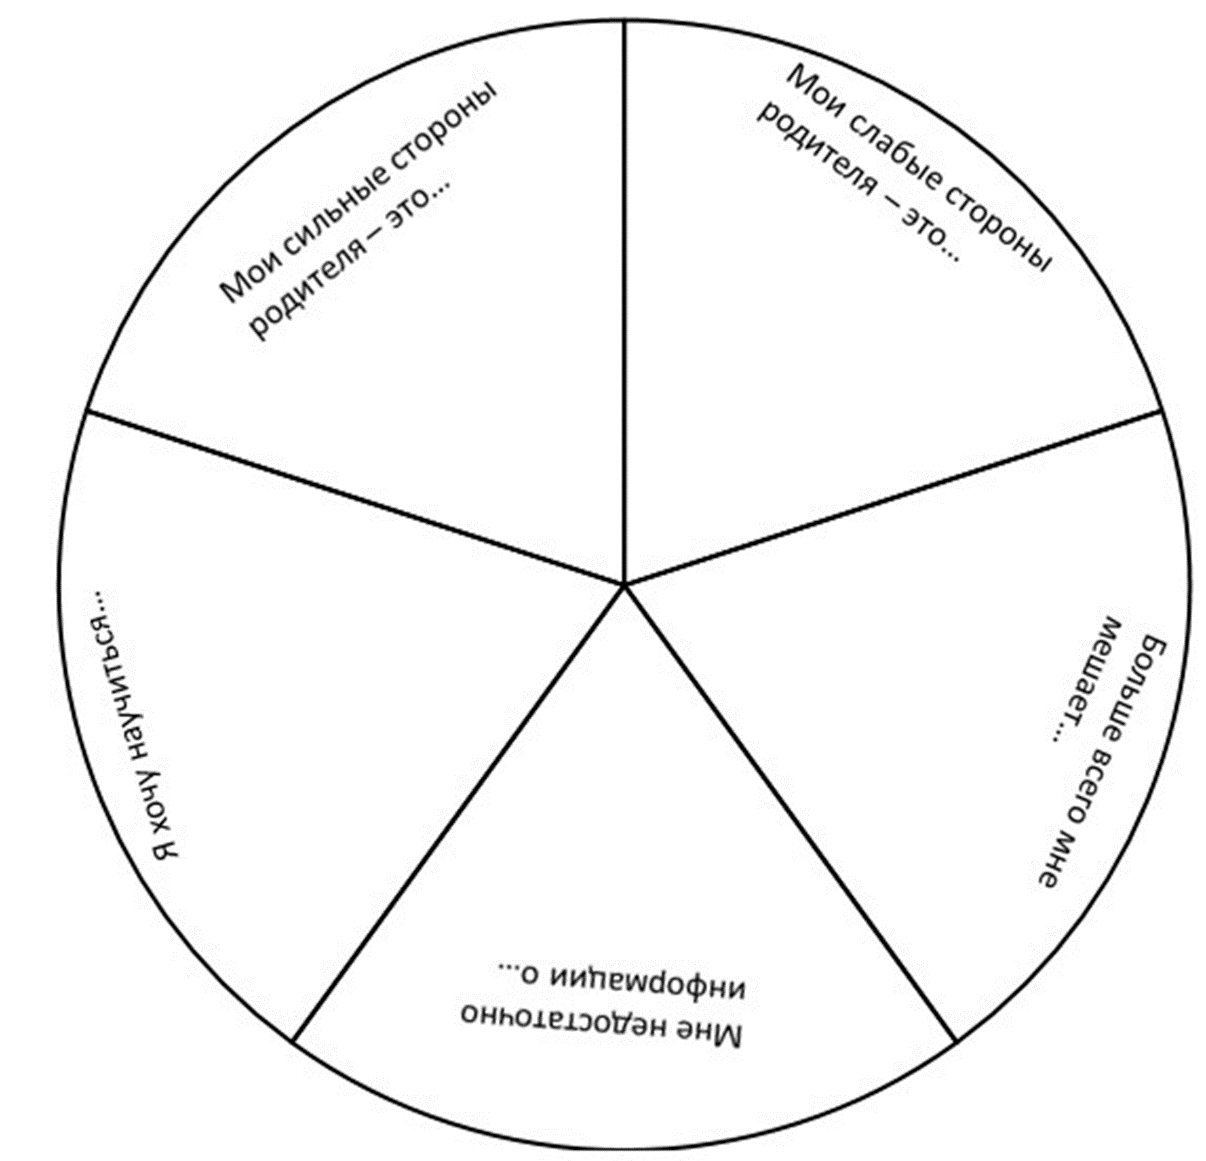 Мои сильные стороны
родителя – это...
Мои слабые стороны
родителя – это...
Больше всего мне
мешает...
Мне недостаточно
информации о...
Я хочу научиться...